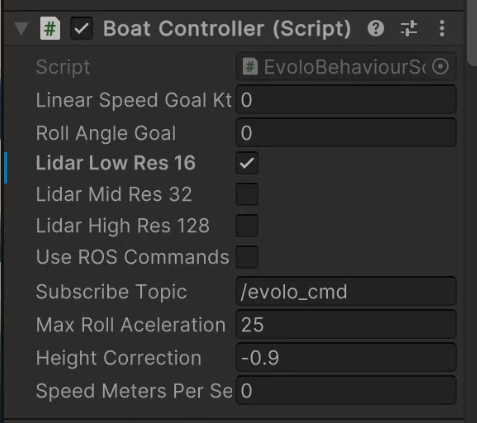 # Boat Controller (Script)
Script # EvoloBehaviourSc
Linear Speed Goal Kt 0
Roll Angle Goal 0
Lidar Low Res 16
Lidar Mid Res 32
Lidar High Res 128
Use ROS Commands
Subscribe Topic /evolo_cmd
Max Roll Aceleration 25
Height Correction -0.9
Speed Meters Per Se 0